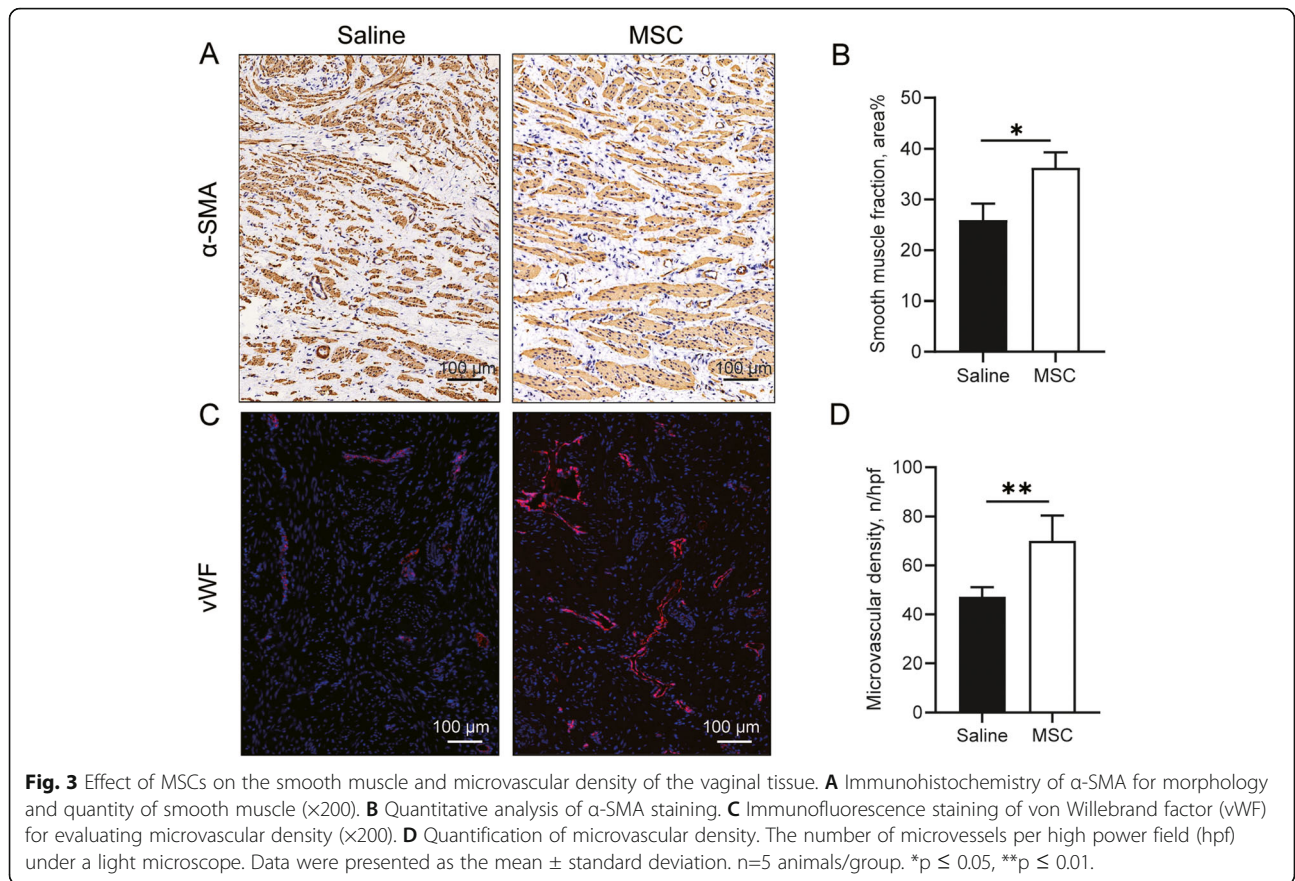 Saline
MSC
A
α-SMA
100 µm
100 µm
B
Smooth muscle fraction, area%
50
40
30
20
10
0
*
Saline
MSC
C
vWF
100 µm
100 µm
D
Microvascular density, n/hpf
100
80
60
40
20
0
**
Saline
MSC
Fig. 3 Effect of MSCs on the smooth muscle and microvascular density of the vaginal tissue. A Immunohistochemistry of α-SMA for morphology
and quantity of smooth muscle (×200). B Quantitative analysis of α-SMA staining. C Immunofluorescence staining of von Willebrand factor (vWF)
for evaluating microvascular density (×200). D Quantification of microvascular density. The number of microvessels per high power field (hpf)
under a light microscope. Data were presented as the mean ± standard deviation. n=5 animals/group. *p ≤ 0.05, **p ≤ 0.01.